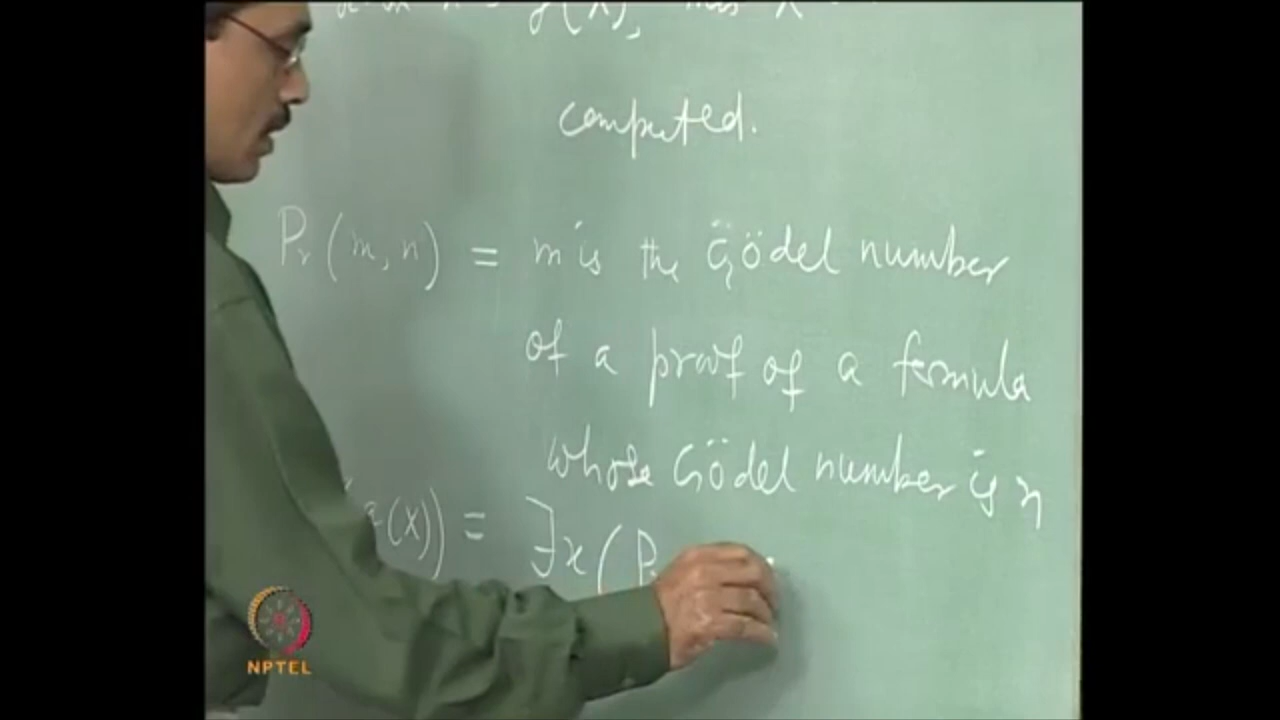 = g(X),
computed.
Pr(m, n) = m is the Gödel number
of a proof of a formula
whose Gödel number is n
g(X)) = ∃x(P
NPTEL